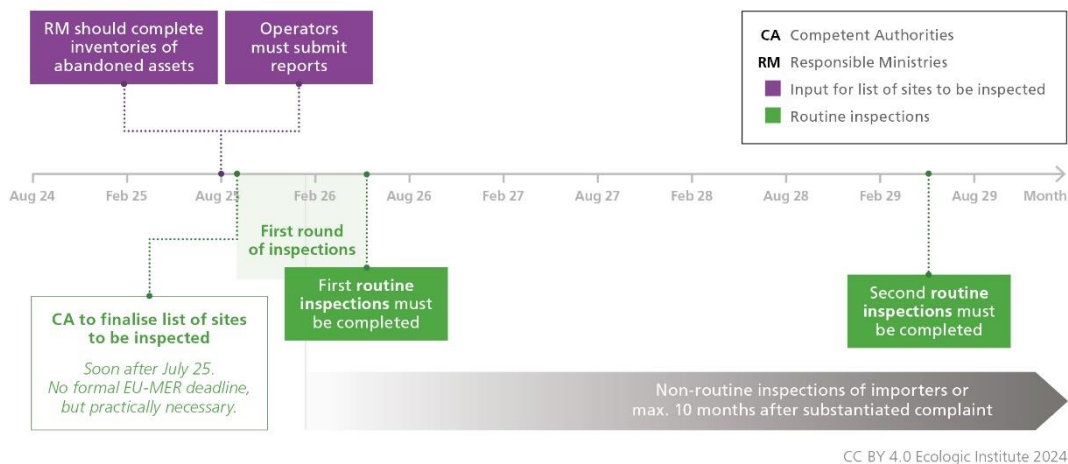 RM should complete
inventories of
abandoned assets
Operators
must submit
reports
CA Competent Authorities
RM Responsible Ministries
Input for list of sites to be inspected
Routine inspections
Aug 24
Feb 25
Aug 25
Feb 26
Aug 26
Feb 27
Aug 27
Feb 28
Aug 28
Feb 29
Aug 29
Month
First round
of inspections
First routine
inspections must
be completed
Second routine
inspections must
be completed
CA to finalise list of sites
to be inspected
Soon after July 25.
No formal EU-MER deadline,
but practically necessary.
Non-routine inspections of importers or
max. 10 months after substantiated complaint
CC BY 4.0 Ecologic Institute 2024